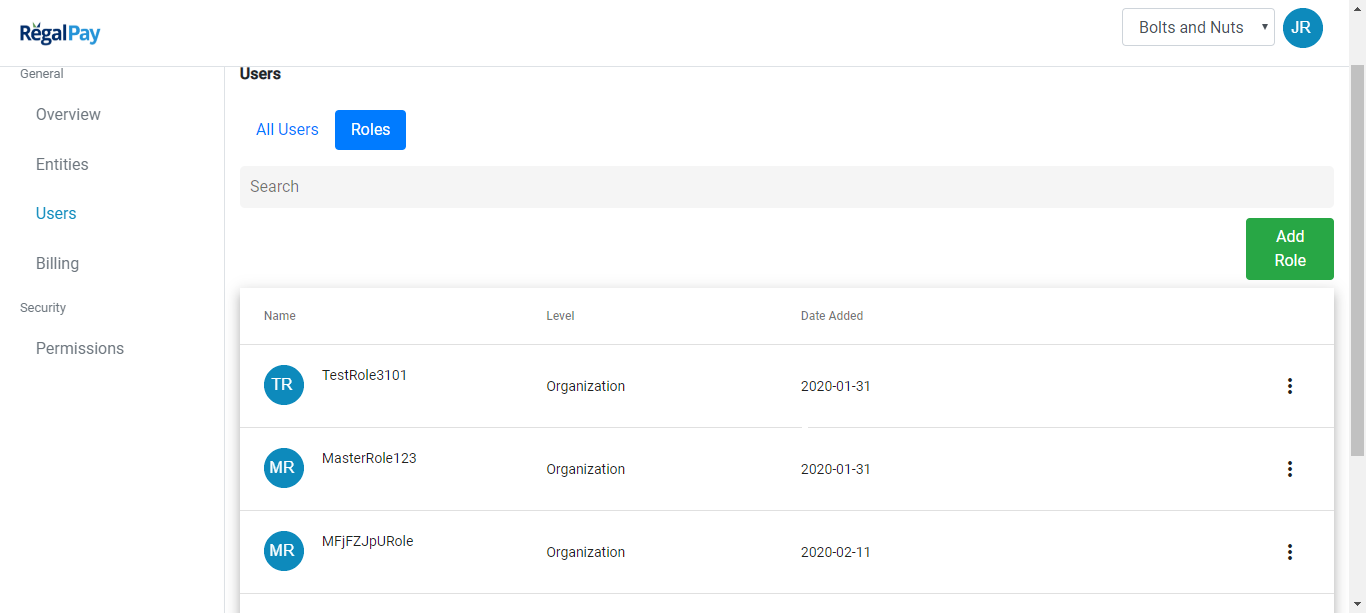 RegalPay
Bolts and Nuts
JR
General
Overview
Entities
Users
Billing
Security
Permissions
Users
All Users
Roles
Search
Add
Role
Name Level Date Added
TR TestRole3101 Organization 2020-01-31
MR MasterRole123 Organization 2020-01-31
MR MFjFZJpURole Organization 2020-02-11